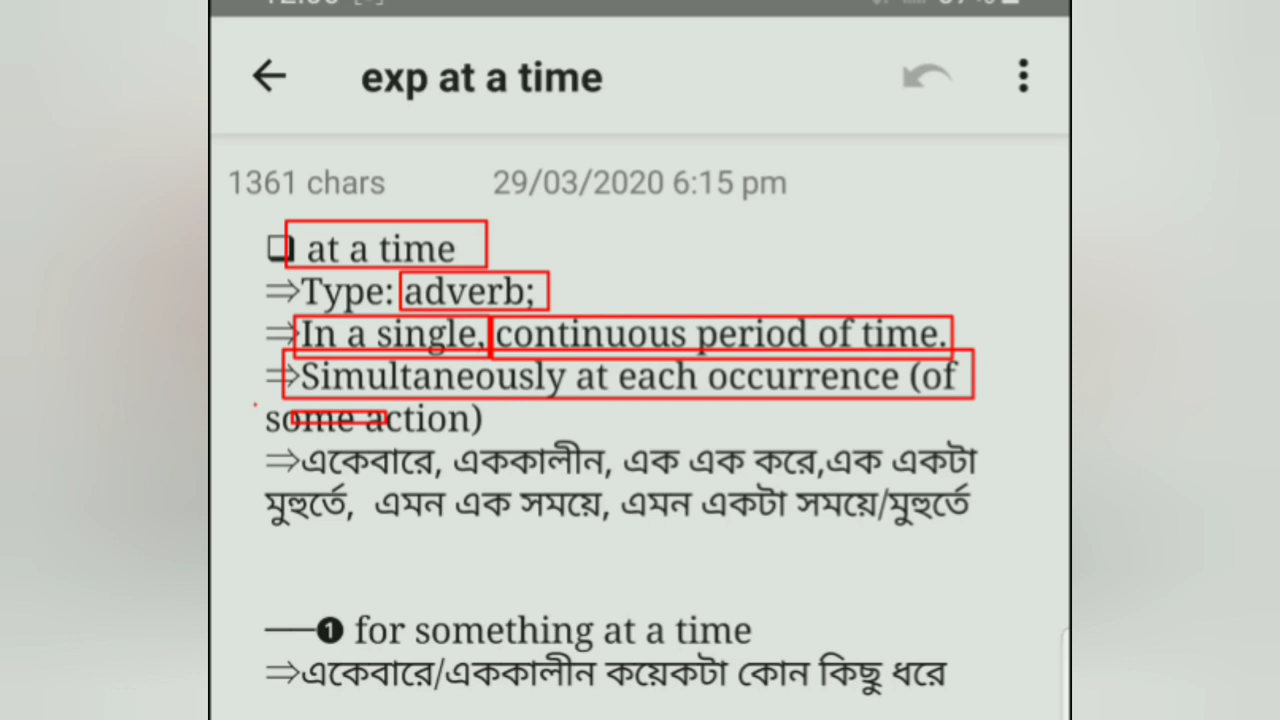 exp at a time
1361 chars 29/03/2020 6:15 pm
❏ at a time
⇒Type: adverb;
⇒In a single, continuous period of time.
⇒Simultaneously at each occurrence (of
some action)
⇒একেবারে, এককালীন, এক এক করে,এক একটা
মুহুর্তে, এমন এক সময়ে, এমন একটা সময়ে/মুহুর্তে
──❶ for something at a time
⇒একেবারে/এককালীন কয়েকটা কোন কিছু ধরে